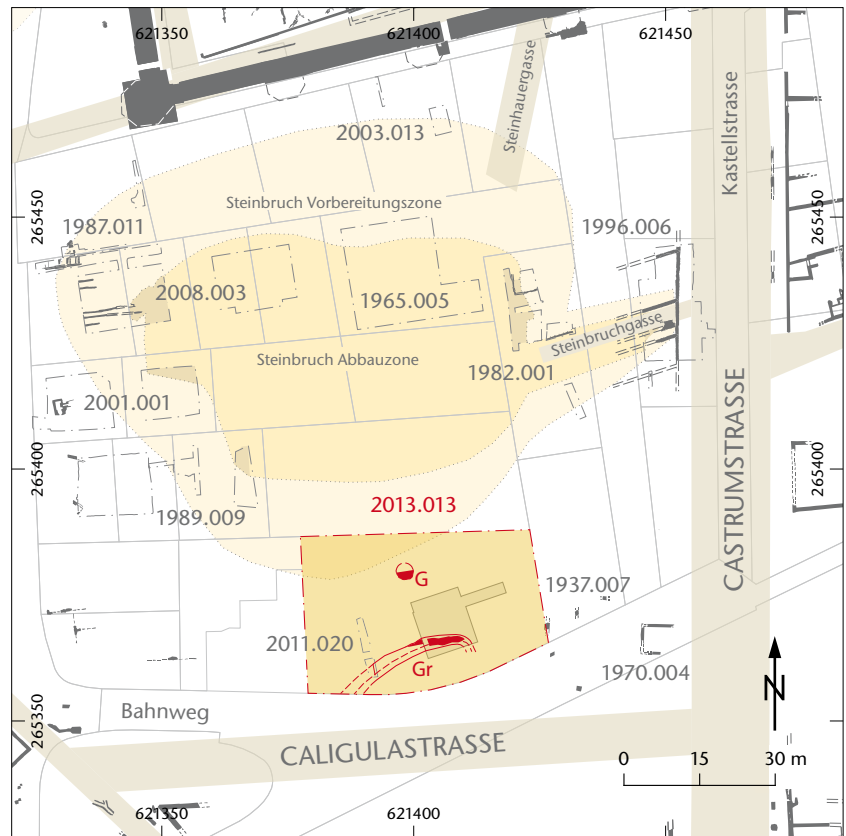 621350
621400
621450
Steinhauergasse
Kastellstrasse
2003.013
Steinbruch Vorbereitungszone
265450
1987.011
1996.006
265450
2008.003
1965.005
Steinbruchgasse
Steinbruch Abbauzone
1982.001
2001.001
CASTRUMSTRASSE
265400
265400
2013.013
1989.009
G
1937.007
2011.020
Gr
1970.004
N
265350
Bahnweg
CALIGULASTRASSE
0 15 30 m
621350
621400